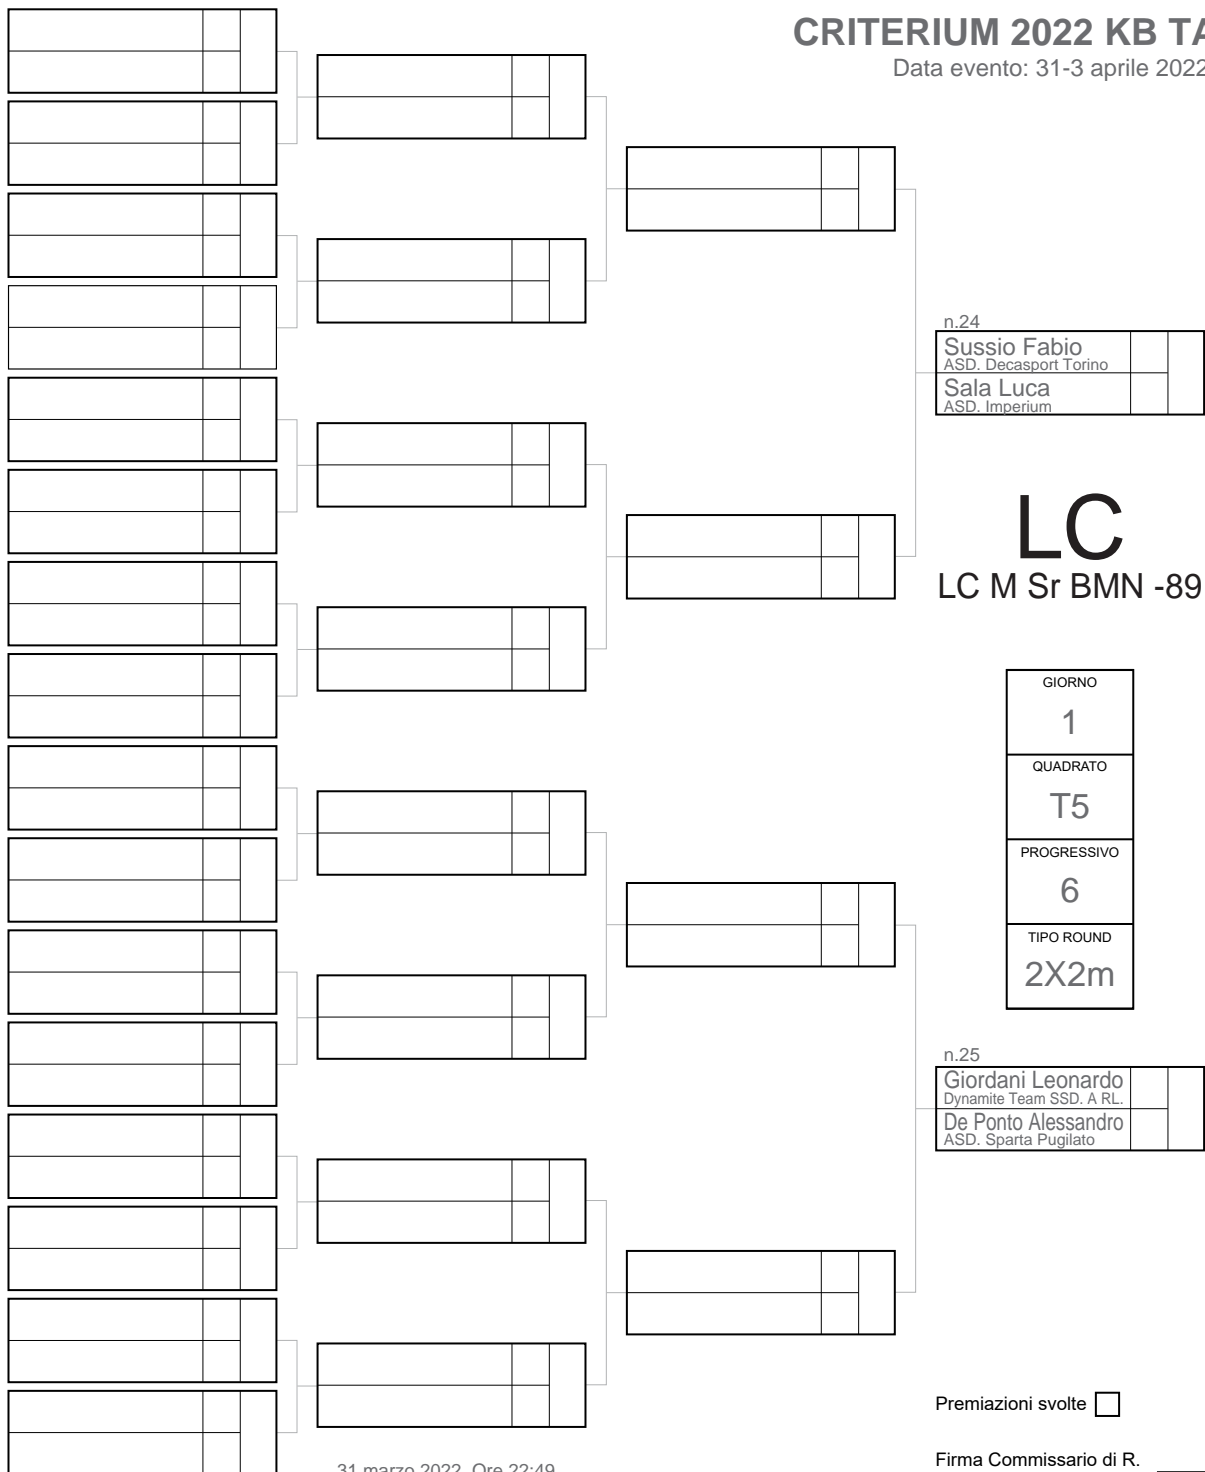 CRITERIUM 2022 KB TA
Data evento: 31-3 aprile 2022
n.24
Sussio Fabio
ASD. Decasport Torino
Sala Luca
ASD. Imperium
LC
LC M Sr BMN -89
GIORNO
1
QUADRATO
T5
PROGRESSIVO
6
TIPO ROUND
2X2m
n.25
Giordani Leonardo
Dynamite Team SSD. A RL.
De Ponto Alessandro
ASD. Sparta Pugilato
Premiazioni svolte
Firma Commissario di R.
31 marzo 2022, Ore 22:49